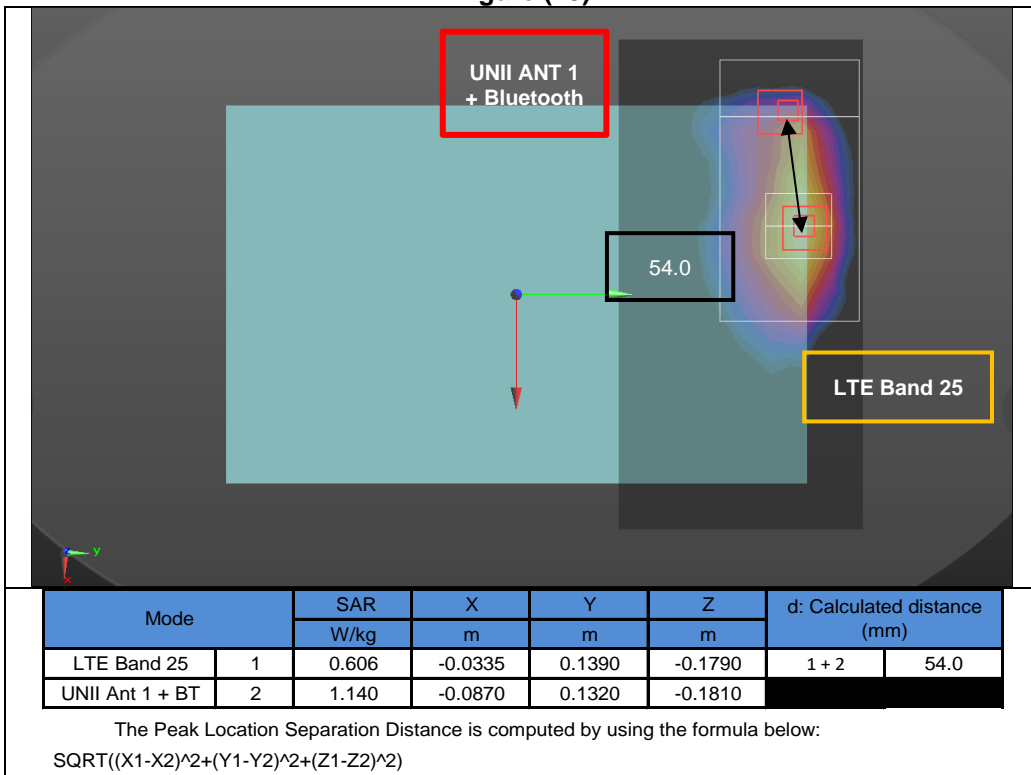 UNII ANT 1
+ Bluetooth
54.0
LTE Band 25
Y
X
Mode SAR X Y Z d: Calculated distance (mm)
W/kg m m m
LTE Band 25 1 0.606 -0.0335 0.1390 -0.1790 1 + 2 54.0
UNII Ant 1 + BT 2 1.140 -0.0870 0.1320 -0.1810
The Peak Location Separation Distance is computed by using the formula below:
SQRT((X1-X2)^2+(Y1-Y2)^2+(Z1-Z2)^2)